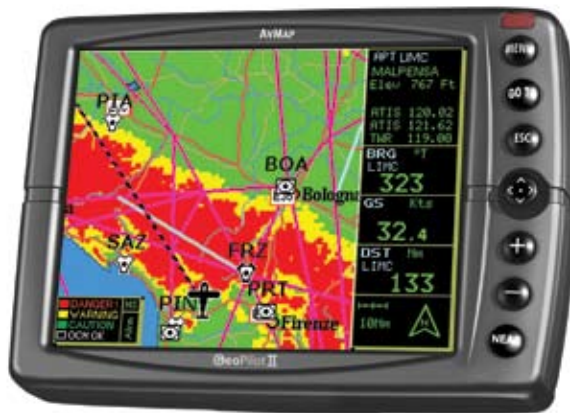 AvMap
APT LIMC
MALPENSA
Elev 767 Ft
ATIS 120.02
ATIS 121.62
TWR 119.00
BRG °T
LIMC
323
GS Kts
32.4
DST Nm
LIMC
133
10Nm
N
PIA
BOA
Bologna
SAZ
FRZ
PRT
PIN
Firenze
DANGER!
WARNING
CAUTION
GeoPilot II
MENU
GO TO
ESC
+
-
NEAR